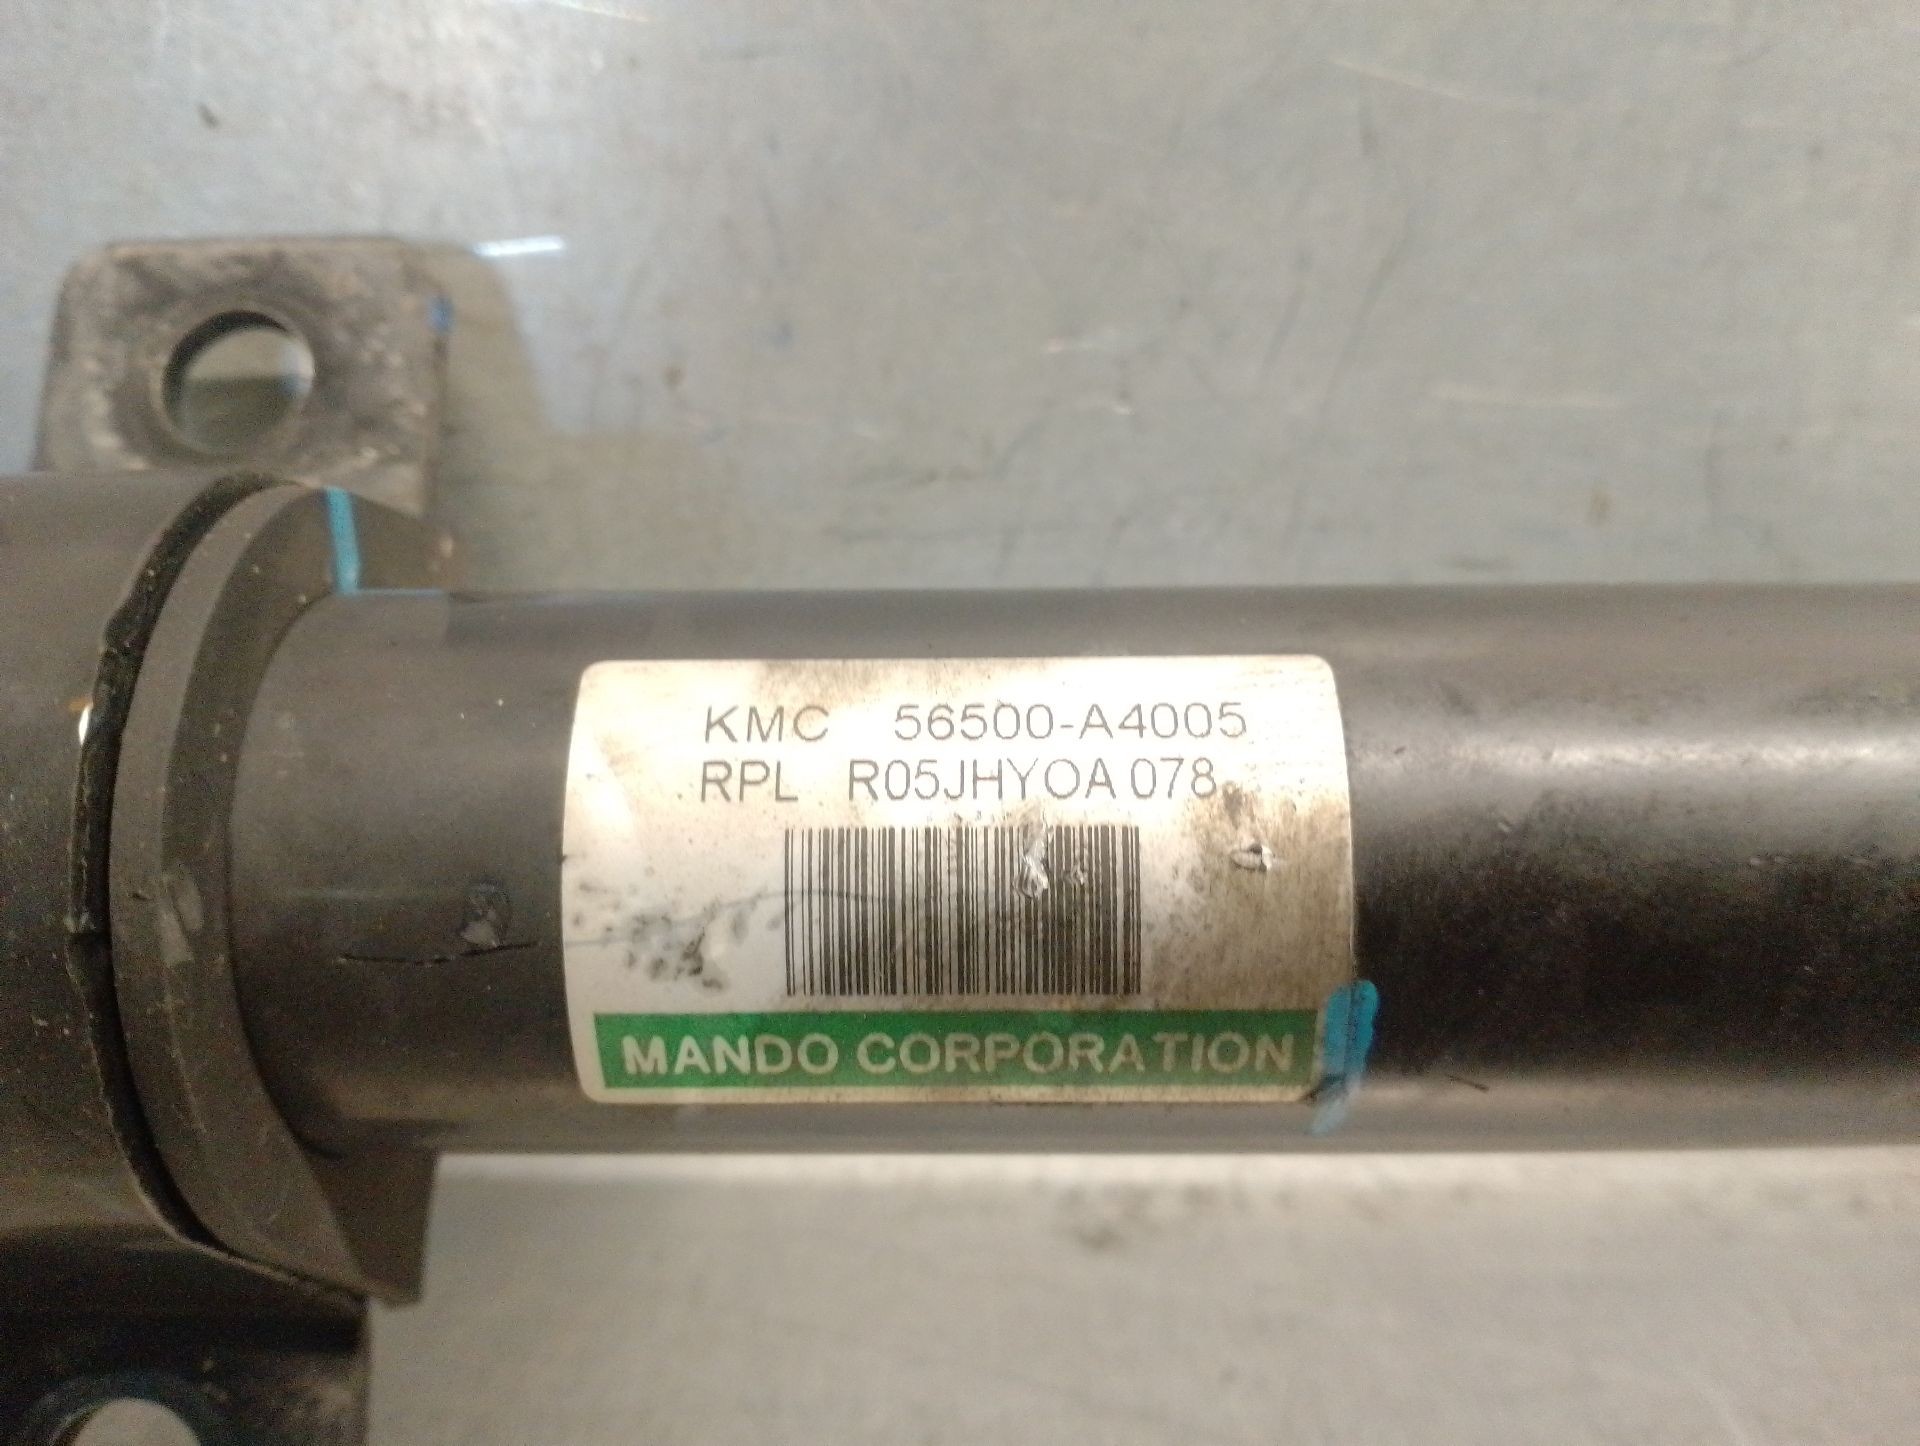 KMC 56500-A4005
RPL R05JHYOA 078
MANDO CORPORATION